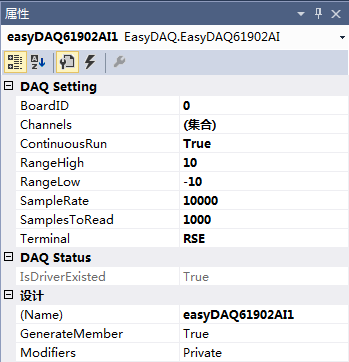 属性
easyDAQ61902AI1 EasyDAQ.EasyDAQ61902AI
DAQ Setting
BoardID 0
Channels (集合)
ContinuousRun True
RangeHigh 10
RangeLow -10
SampleRate 10000
SamplesToRead 1000
Terminal RSE
DAQ Status
IsDriverExisted True
设计
(Name) easyDAQ61902AI1
GenerateMember True
Modifiers Private